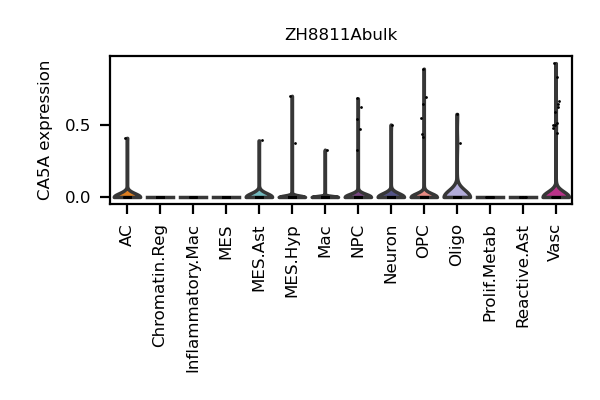 ZH8811Abulk
CA5A expression
0.5
0.0
AC
Chromatin.Reg
Inflammatory.Mac
MES
MES.Ast
MES.Hyp
Mac
NPC
Neuron
OPC
Oligo
Prolif.Metab
Reactive.Ast
Vasc